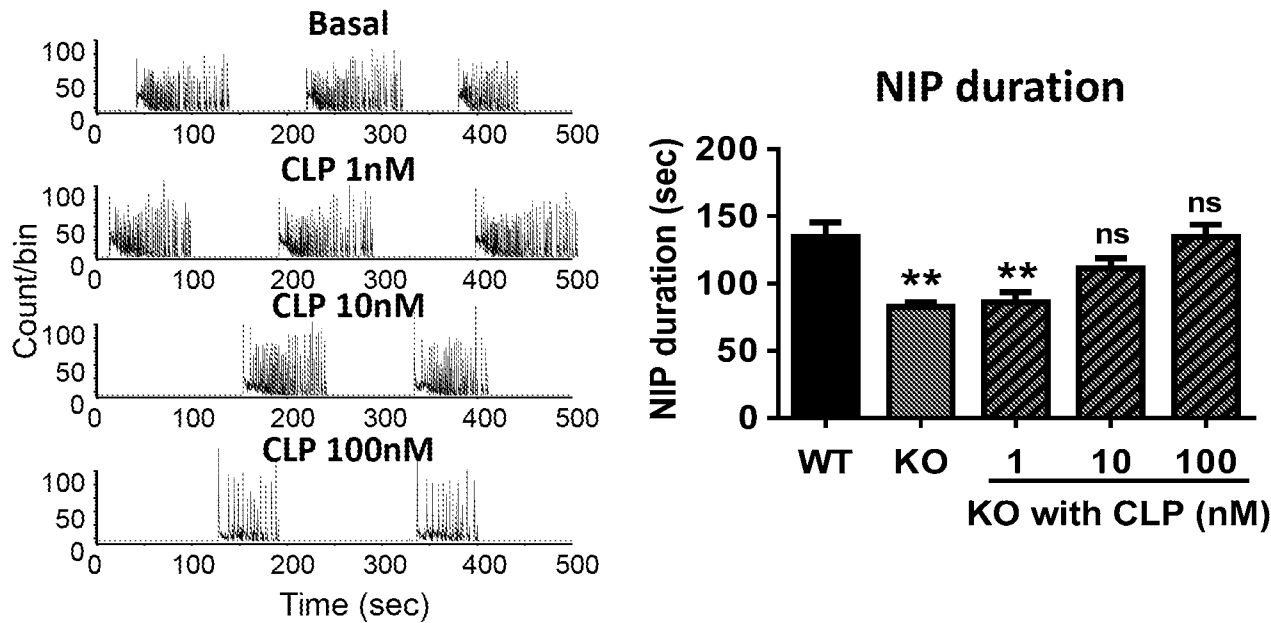 Basal
100
50
0
0 100 200 300 400 500
CLP 1nM
100
50
0
0 100 200 300 400 500
CLP 10nM
100
50
0
0 100 200 300 400 500
CLP 100nM
100
50
0
0 100 200 300 400 500
Count/bin
Time (sec)
NIP duration
NIP duration (sec)
200
150
100
50
0
** ** ns ns
WT KO 1 10 100
KO with CLP (nM)